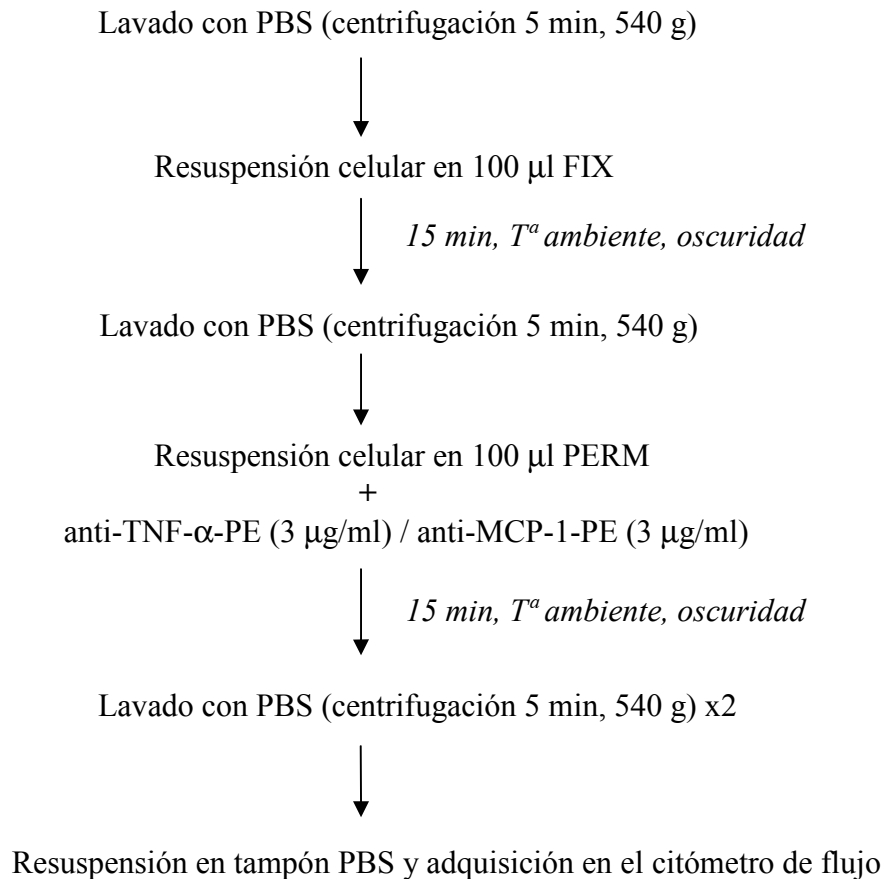 Lavado con PBS (centrifugación 5 min, 540 g)
Resuspensión celular en 100 μl FIX
15 min, Tª ambiente, oscuridad
Lavado con PBS (centrifugación 5 min, 540 g)
Resuspensión celular en 100 μl PERM
+
anti-TNF-α-PE (3 μg/ml) / anti-MCP-1-PE (3 μg/ml)
15 min, Tª ambiente, oscuridad
Lavado con PBS (centrifugación 5 min, 540 g) x2
Resuspensión en tampón PBS y adquisición en el citómetro de flujo